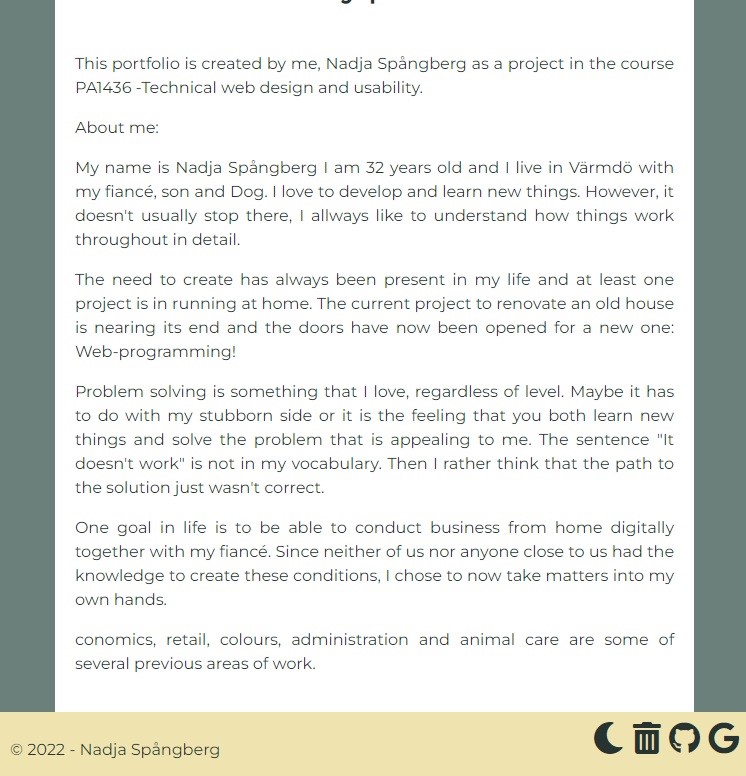 This portfolio is created by me, Nadja Spångberg as a project in the course
PA1436 -Technical web design and usability.
About me:
My name is Nadja Spångberg I am 32 years old and I live in Värmdö with
my fiancé, son and Dog. I love to develop and learn new things. However, it
doesn't usually stop there, I allways like to understand how things work
throughout in detail.
The need to create has always been present in my life and at least one
project is in running at home. The current project to renovate an old house
is nearing its end and the doors have now been opened for a new one:
Web-programming!
Problem solving is something that I love, regardless of level. Maybe it has
to do with my stubborn side or it is the feeling that you both learn new
things and solve the problem that is appealing to me. The sentence "It
doesn't work" is not in my vocabulary. Then I rather think that the path to
the solution just wasn't correct.
One goal in life is to be able to conduct business from home digitally
together with my fiancé. Since neither of us nor anyone close to us had the
knowledge to create these conditions, I chose to now take matters into my
own hands.
conomics, retail, colours, administration and animal care are some of
several previous areas of work.
© 2022 - Nadja Spångberg